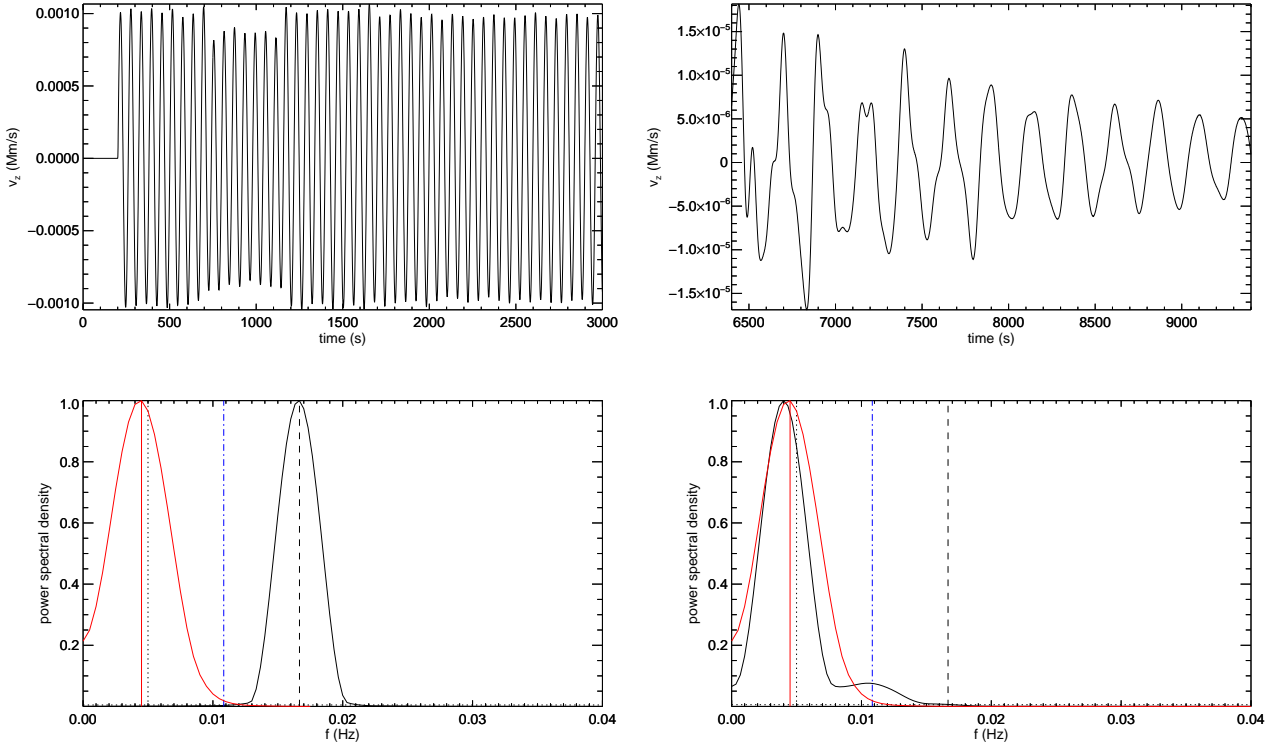 0.0010
0.0005
0.0000
−0.0005
−0.0010
v_z (Mm/s)
0 500 1000 1500 2000 2500 3000
time (s)
1.5×10⁻⁵
1.0×10⁻⁵
5.0×10⁻⁶
0
−5.0×10⁻⁶
−1.0×10⁻⁵
−1.5×10⁻⁵
v_z (Mm/s)
6500 7000 7500 8000 8500 9000
time (s)
1.0
0.8
0.6
0.4
0.2
power spectral density
0.00 0.01 0.02 0.03 0.04
f (Hz)
1.0
0.8
0.6
0.4
0.2
power spectral density
0.00 0.01 0.02 0.03 0.04
f (Hz)